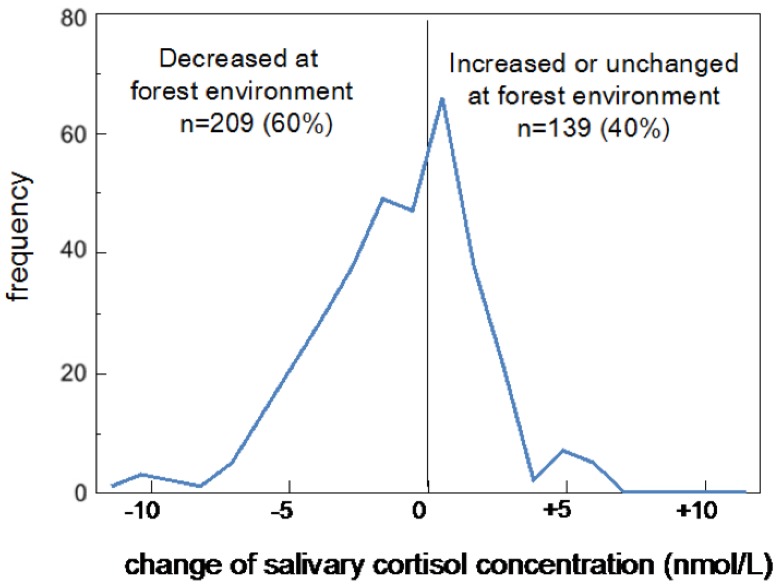 80
60
40
20
0
frequency
Decreased at
forest environment
n=209 (60%)
Increased or unchanged
at forest environment
n=139 (40%)
-10 -5 0 +5 +10
change of salivary cortisol concentration (nmol/L)